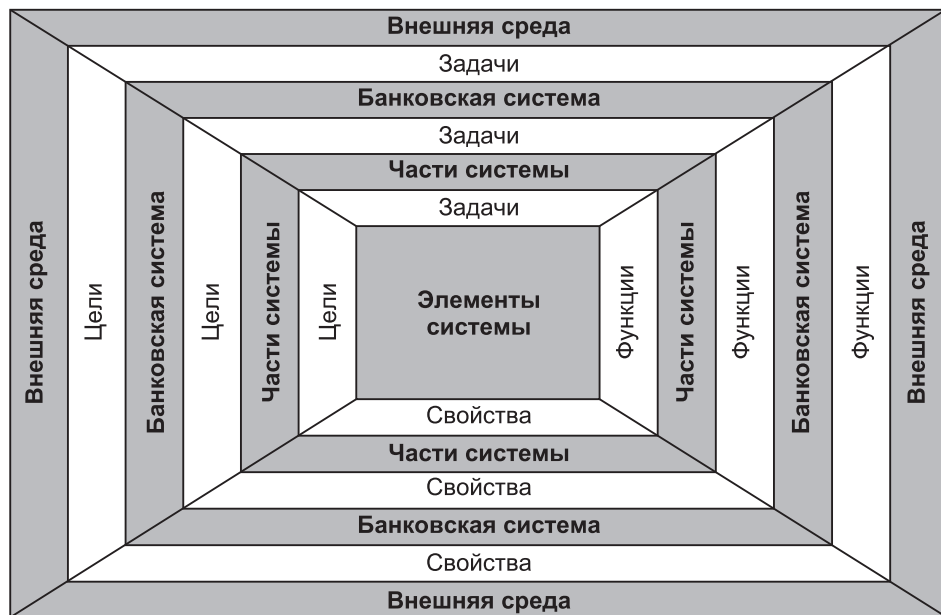 Внешняя среда
Задачи
Банковская система
Задачи
Части системы
Задачи
Внешняя среда
Цели
Банковская система
Цели
Части системы
Цели
Элементы
системы
Функции
Части системы
Функции
Банковская система
Функции
Внешняя среда
Свойства
Части системы
Свойства
Банковская система
Свойства
Внешняя среда